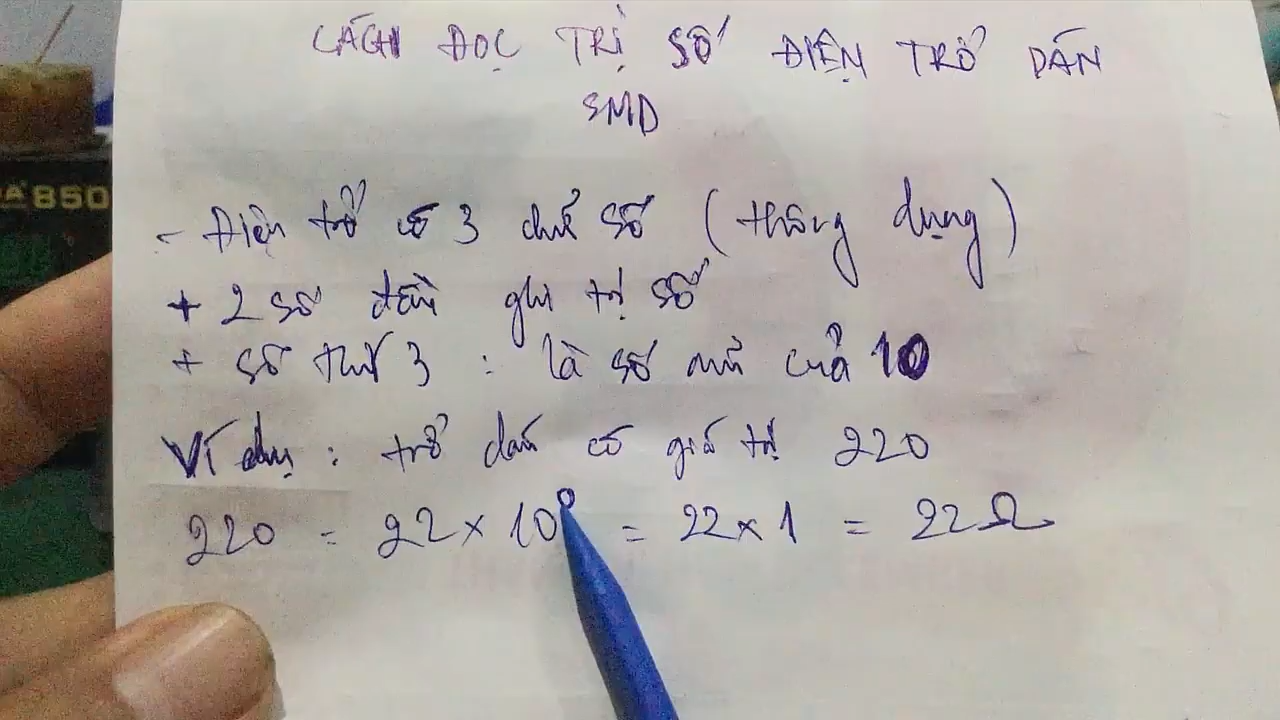 CÁCH ĐỌC TRỊ SỐ ĐIỆN TRỞ DÁN
SMD
850
- Điện trở có 3 chữ số (thông dụng)
+ 2 số đầu ghi trị số
+ số thứ 3 : là số mũ của 10
Ví dụ : trở dán có giá trị 220
220 = 22 x 10⁰ = 22 x 1 = 22Ω